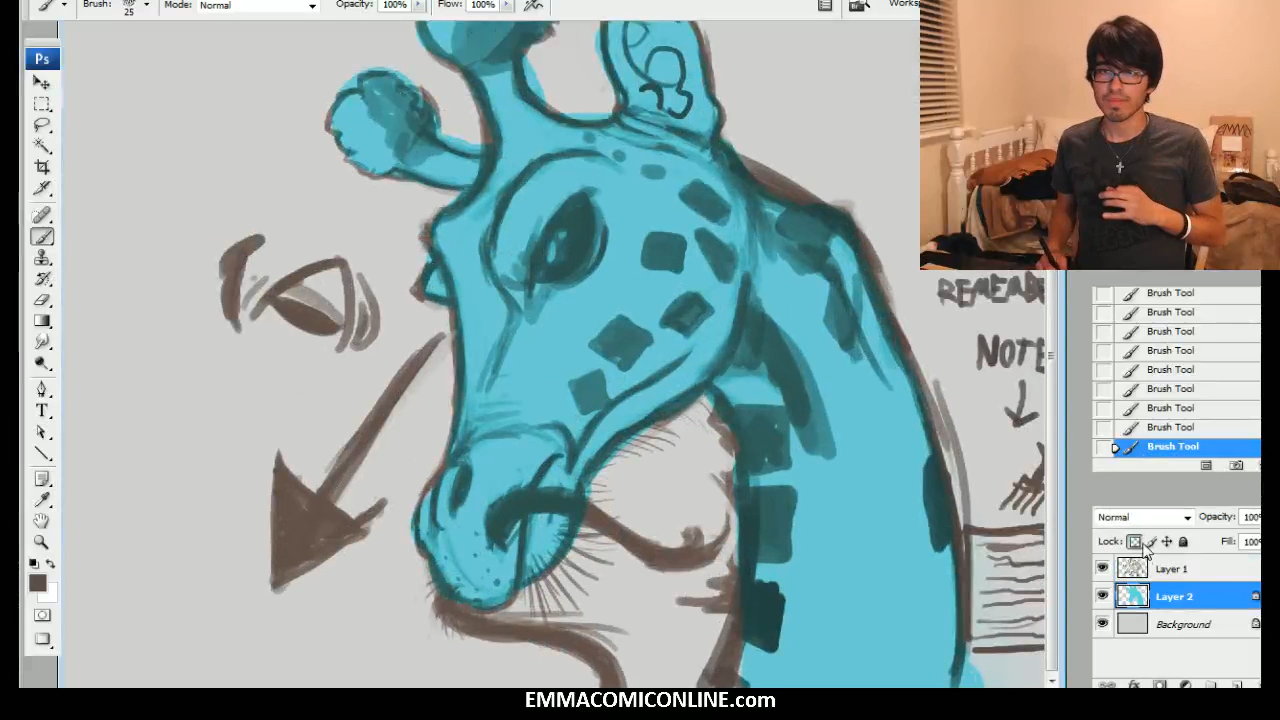 Brush: Mode: Normal Opacity: 100% Flow: 100%
25
Ps
T
NOTE
Brush Tool
Brush Tool
Brush Tool
Brush Tool
Brush Tool
Brush Tool
Brush Tool
Brush Tool
Brush Tool
Normal Opacity: 100%
Lock: Fill: 100%
Layer 1
Layer 2
Background
EMMACOMICONLINE.com